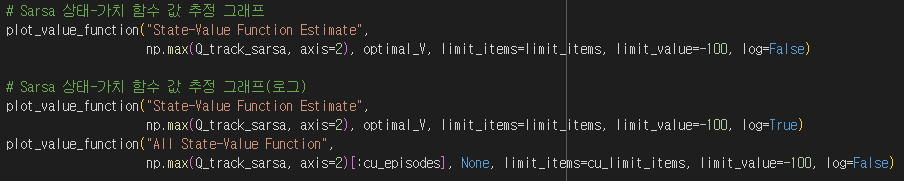 # Sarsa 상태-가치 함수 값 추정 그래프
plot_value_function("State-Value Function Estimate",
np.max(Q_track_sarsa, axis=2), optimal_V, limit_items=limit_items, limit_value=-100, log=False)
# Sarsa 상태-가치 함수 값 추정 그래프(로그)
plot_value_function("State-Value Function Estimate",
np.max(Q_track_sarsa, axis=2), optimal_V, limit_items=limit_items, limit_value=-100, log=True)
plot_value_function("All State-Value Function",
np.max(Q_track_sarsa, axis=2)[:cu_episodes], None, limit_items=cu_limit_items, limit_value=-100, log=False)